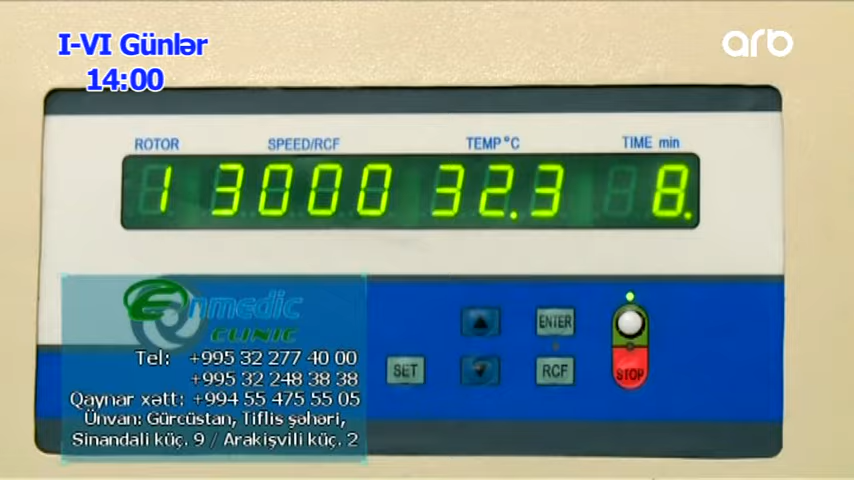 I-VI Günlər
14:00
arb
ROTOR SPEED/RCF TEMP°C TIME min
1 3000 32.3 8.
Enmedic
CLINIC
Tel: +995 32 277 40 00
+995 32 248 38 38
Qaynar xətt: +994 55 475 55 05
Ünvan: Gürcüstan, Tiflis şəhəri,
Sinandali küç. 9 / Arakişvili küç. 2
ENTER
SET
RCF
STOP